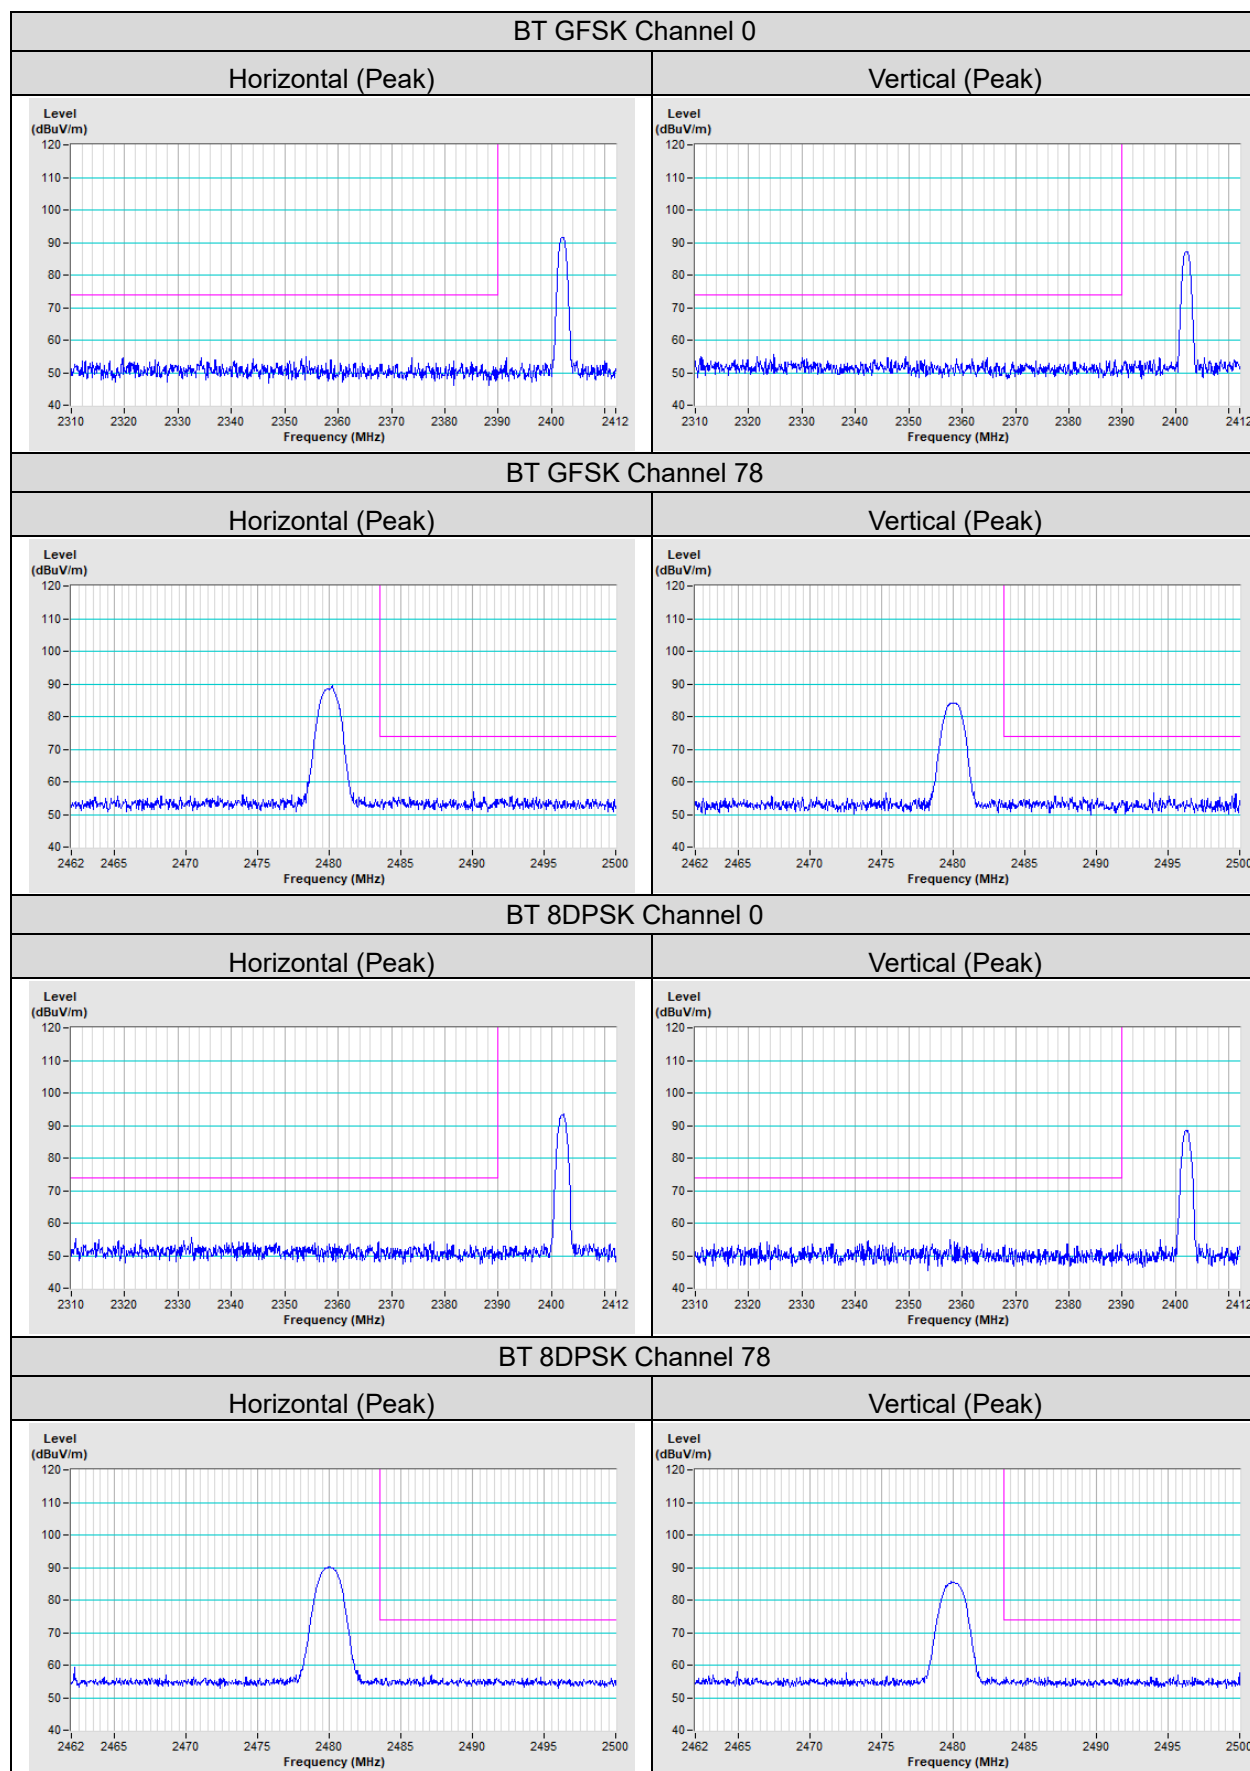 BT GFSK Channel 0
Horizontal (Peak) Vertical (Peak)
Level
(dBuV/m)
120
110
100
90
80
70
60
50
40
2310 2320 2330 2340 2350 2360 2370 2380 2390 2400 2412
Frequency (MHz)
Level
(dBuV/m)
120
110
100
90
80
70
60
50
40
2310 2320 2330 2340 2350 2360 2370 2380 2390 2400 2412
Frequency (MHz)
BT GFSK Channel 78
Horizontal (Peak) Vertical (Peak)
Level
(dBuV/m)
120
110
100
90
80
70
60
50
40
2462 2465 2470 2475 2480 2485 2490 2495 2500
Frequency (MHz)
Level
(dBuV/m)
120
110
100
90
80
70
60
50
40
2462 2465 2470 2475 2480 2485 2490 2495 2500
Frequency (MHz)
BT 8DPSK Channel 0
Horizontal (Peak) Vertical (Peak)
Level
(dBuV/m)
120
110
100
90
80
70
60
50
40
2310 2320 2330 2340 2350 2360 2370 2380 2390 2400 2412
Frequency (MHz)
Level
(dBuV/m)
120
110
100
90
80
70
60
50
40
2310 2320 2330 2340 2350 2360 2370 2380 2390 2400 2412
Frequency (MHz)
BT 8DPSK Channel 78
Horizontal (Peak) Vertical (Peak)
Level
(dBuV/m)
120
110
100
90
80
70
60
50
40
2462 2465 2470 2475 2480 2485 2490 2495 2500
Frequency (MHz)
Level
(dBuV/m)
120
110
100
90
80
70
60
50
40
2462 2465 2470 2475 2480 2485 2490 2495 2500
Frequency (MHz)